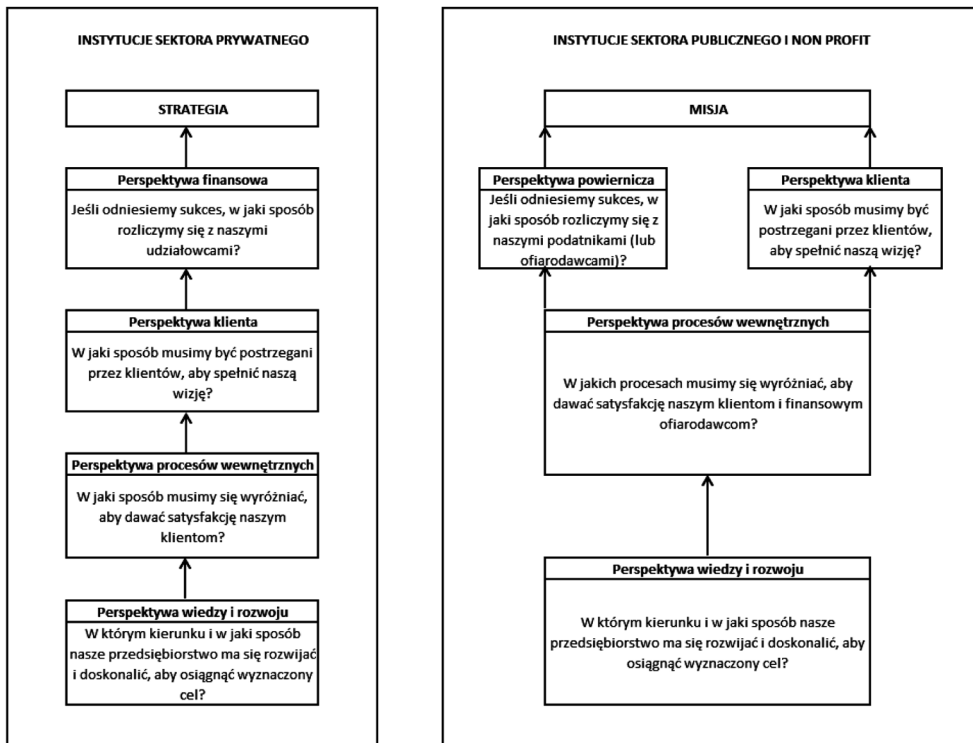 INSTYTUCJE SEKTORA PRYWATNEGO
STRATEGIA
Perspektywa finansowa
Jeśli odniesiemy sukces, w jaki sposób
rozliczymy się z naszymi
udziałowcami?
Perspektywa klienta
W jaki sposób musimy być postrzegani
przez klientów, aby spełnić naszą
wizję?
Perspektywa procesów wewnętrznych
W jaki sposób musimy się wyróżniać,
aby dawać satysfakcję naszym
klientom?
Perspektywa wiedzy i rozwoju
W którym kierunku i w jaki sposób
nasze przedsiębiorstwo ma się rozwijać
i doskonalić, aby osiągnąć wyznaczony
cel?
INSTYTUCJE SEKTORA PUBLICZNEGO I NON PROFIT
MISJA
Perspektywa powiernicza
Jeśli odniesiemy sukces, w
jaki sposób rozliczymy się z
naszymi podatnikami (lub
ofiarodawcami)?
Perspektywa klienta
W jaki sposób musimy być
postrzegani przez klientów,
aby spełnić naszą wizję?
Perspektywa procesów wewnętrznych
W jakich procesach musimy się wyróżniać, aby
dawać satysfakcję naszym klientom i finansowym
ofiarodawcom?
Perspektywa wiedzy i rozwoju
W którym kierunku i w jaki sposób nasze
przedsiębiorstwo ma się rozwijać i doskonalić, aby
osiągnąć wyznaczony cel?